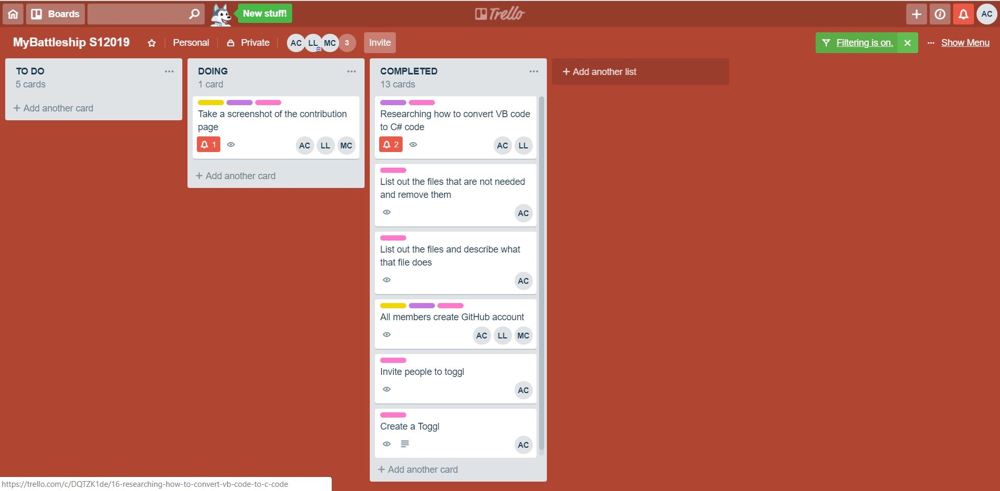 Boards
New stuff!
Trello
AC
MyBattleship S12019
Personal
Private
AC LL MC 3
Invite
Filtering is on.
Show Menu
TO DO
5 cards
+ Add another card
DOING
1 card
Take a screenshot of the contribution
page
1
AC LL MC
+ Add another card
COMPLETED
13 cards
Researching how to convert VB code
to C# code
2
AC LL
List out the files that are not needed
and remove them
AC
List out the files and describe what
that file does
AC
All members create GitHub account
AC LL MC
Invite people to toggl
AC
Create a Toggl
AC
+ Add another card
+ Add another list
https://trello.com/c/DQTZK1de/16-researching-how-to-convert-vb-code-to-c-code